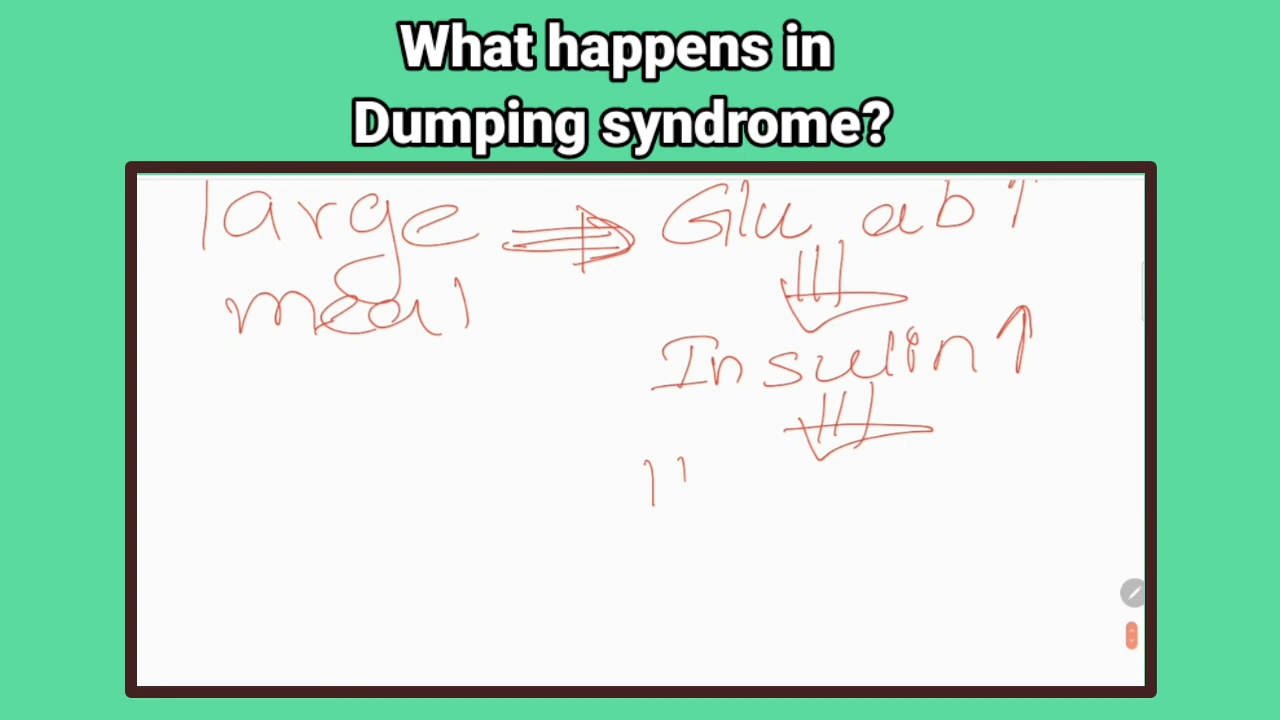 What happens in
Dumping syndrome?
large ⇒ Glu ab↑
meal
Insulin ↑